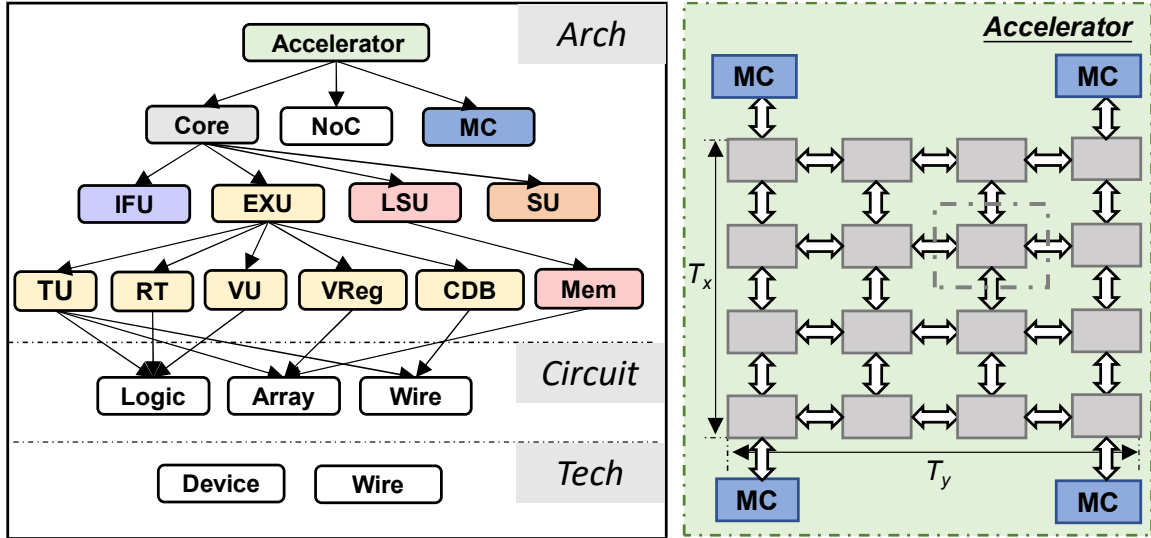 Arch
Accelerator
Core
NoC
MC
IFU
EXU
LSU
SU
TU
RT
VU
VReg
CDB
Mem
Circuit
Logic
Array
Wire
Tech
Device
Wire
Accelerator
MC
MC
Tx
Ty
MC
MC